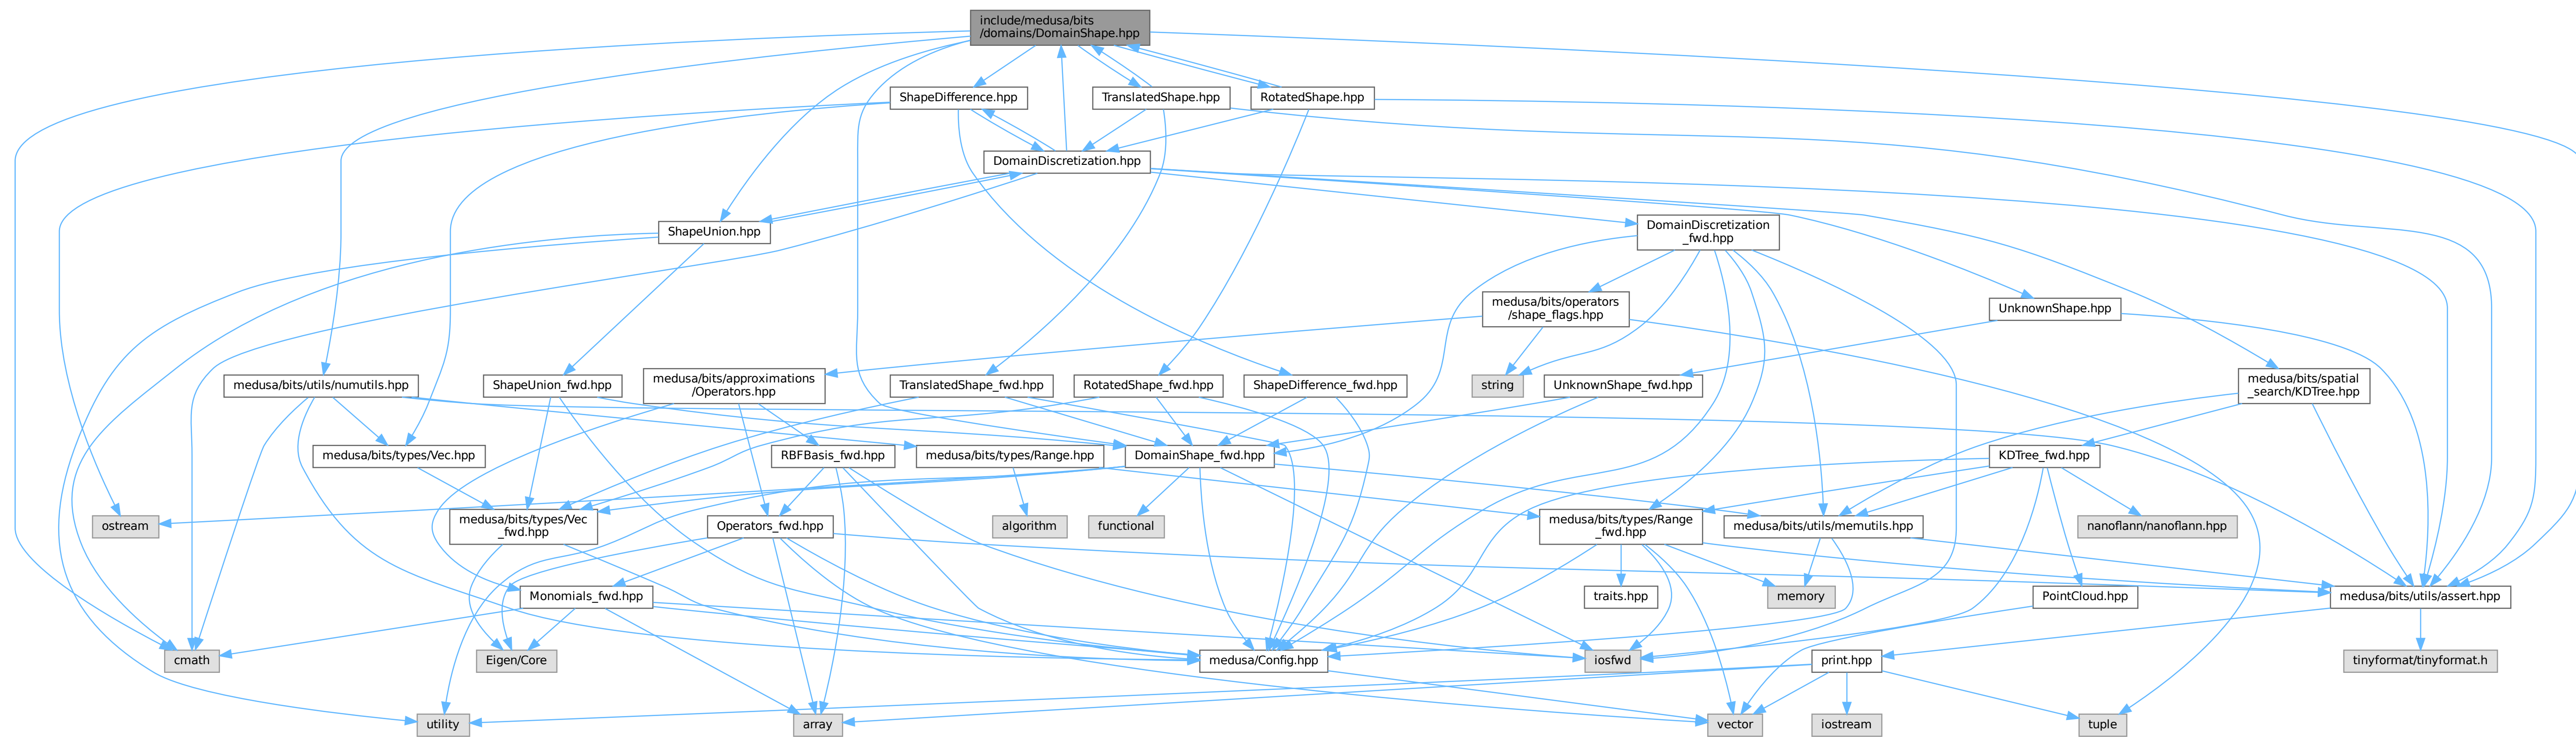 include/medusa/bits
/domains/DomainShape.hpp
ShapeDifference.hpp
TranslatedShape.hpp
RotatedShape.hpp
DomainDiscretization.hpp
ShapeUnion.hpp
DomainDiscretization
_fwd.hpp
medusa/bits/operators
/shape_flags.hpp
UnknownShape.hpp
medusa/bits/utils/numutils.hpp
ShapeUnion_fwd.hpp
medusa/bits/approximations
/Operators.hpp
TranslatedShape_fwd.hpp
RotatedShape_fwd.hpp
ShapeDifference_fwd.hpp
string
UnknownShape_fwd.hpp
medusa/bits/spatial
_search/KDTree.hpp
medusa/bits/types/Vec.hpp
RBFBasis_fwd.hpp
medusa/bits/types/Range.hpp
DomainShape_fwd.hpp
KDTree_fwd.hpp
ostream
medusa/bits/types/Vec
_fwd.hpp
Operators_fwd.hpp
algorithm
functional
medusa/bits/types/Range
_fwd.hpp
medusa/bits/utils/memutils.hpp
nanoflann/nanoflann.hpp
Monomials_fwd.hpp
traits.hpp
memory
PointCloud.hpp
medusa/bits/utils/assert.hpp
cmath
Eigen/Core
medusa/Config.hpp
iosfwd
print.hpp
tinyformat/tinyformat.h
utility
array
vector
iostream
tuple